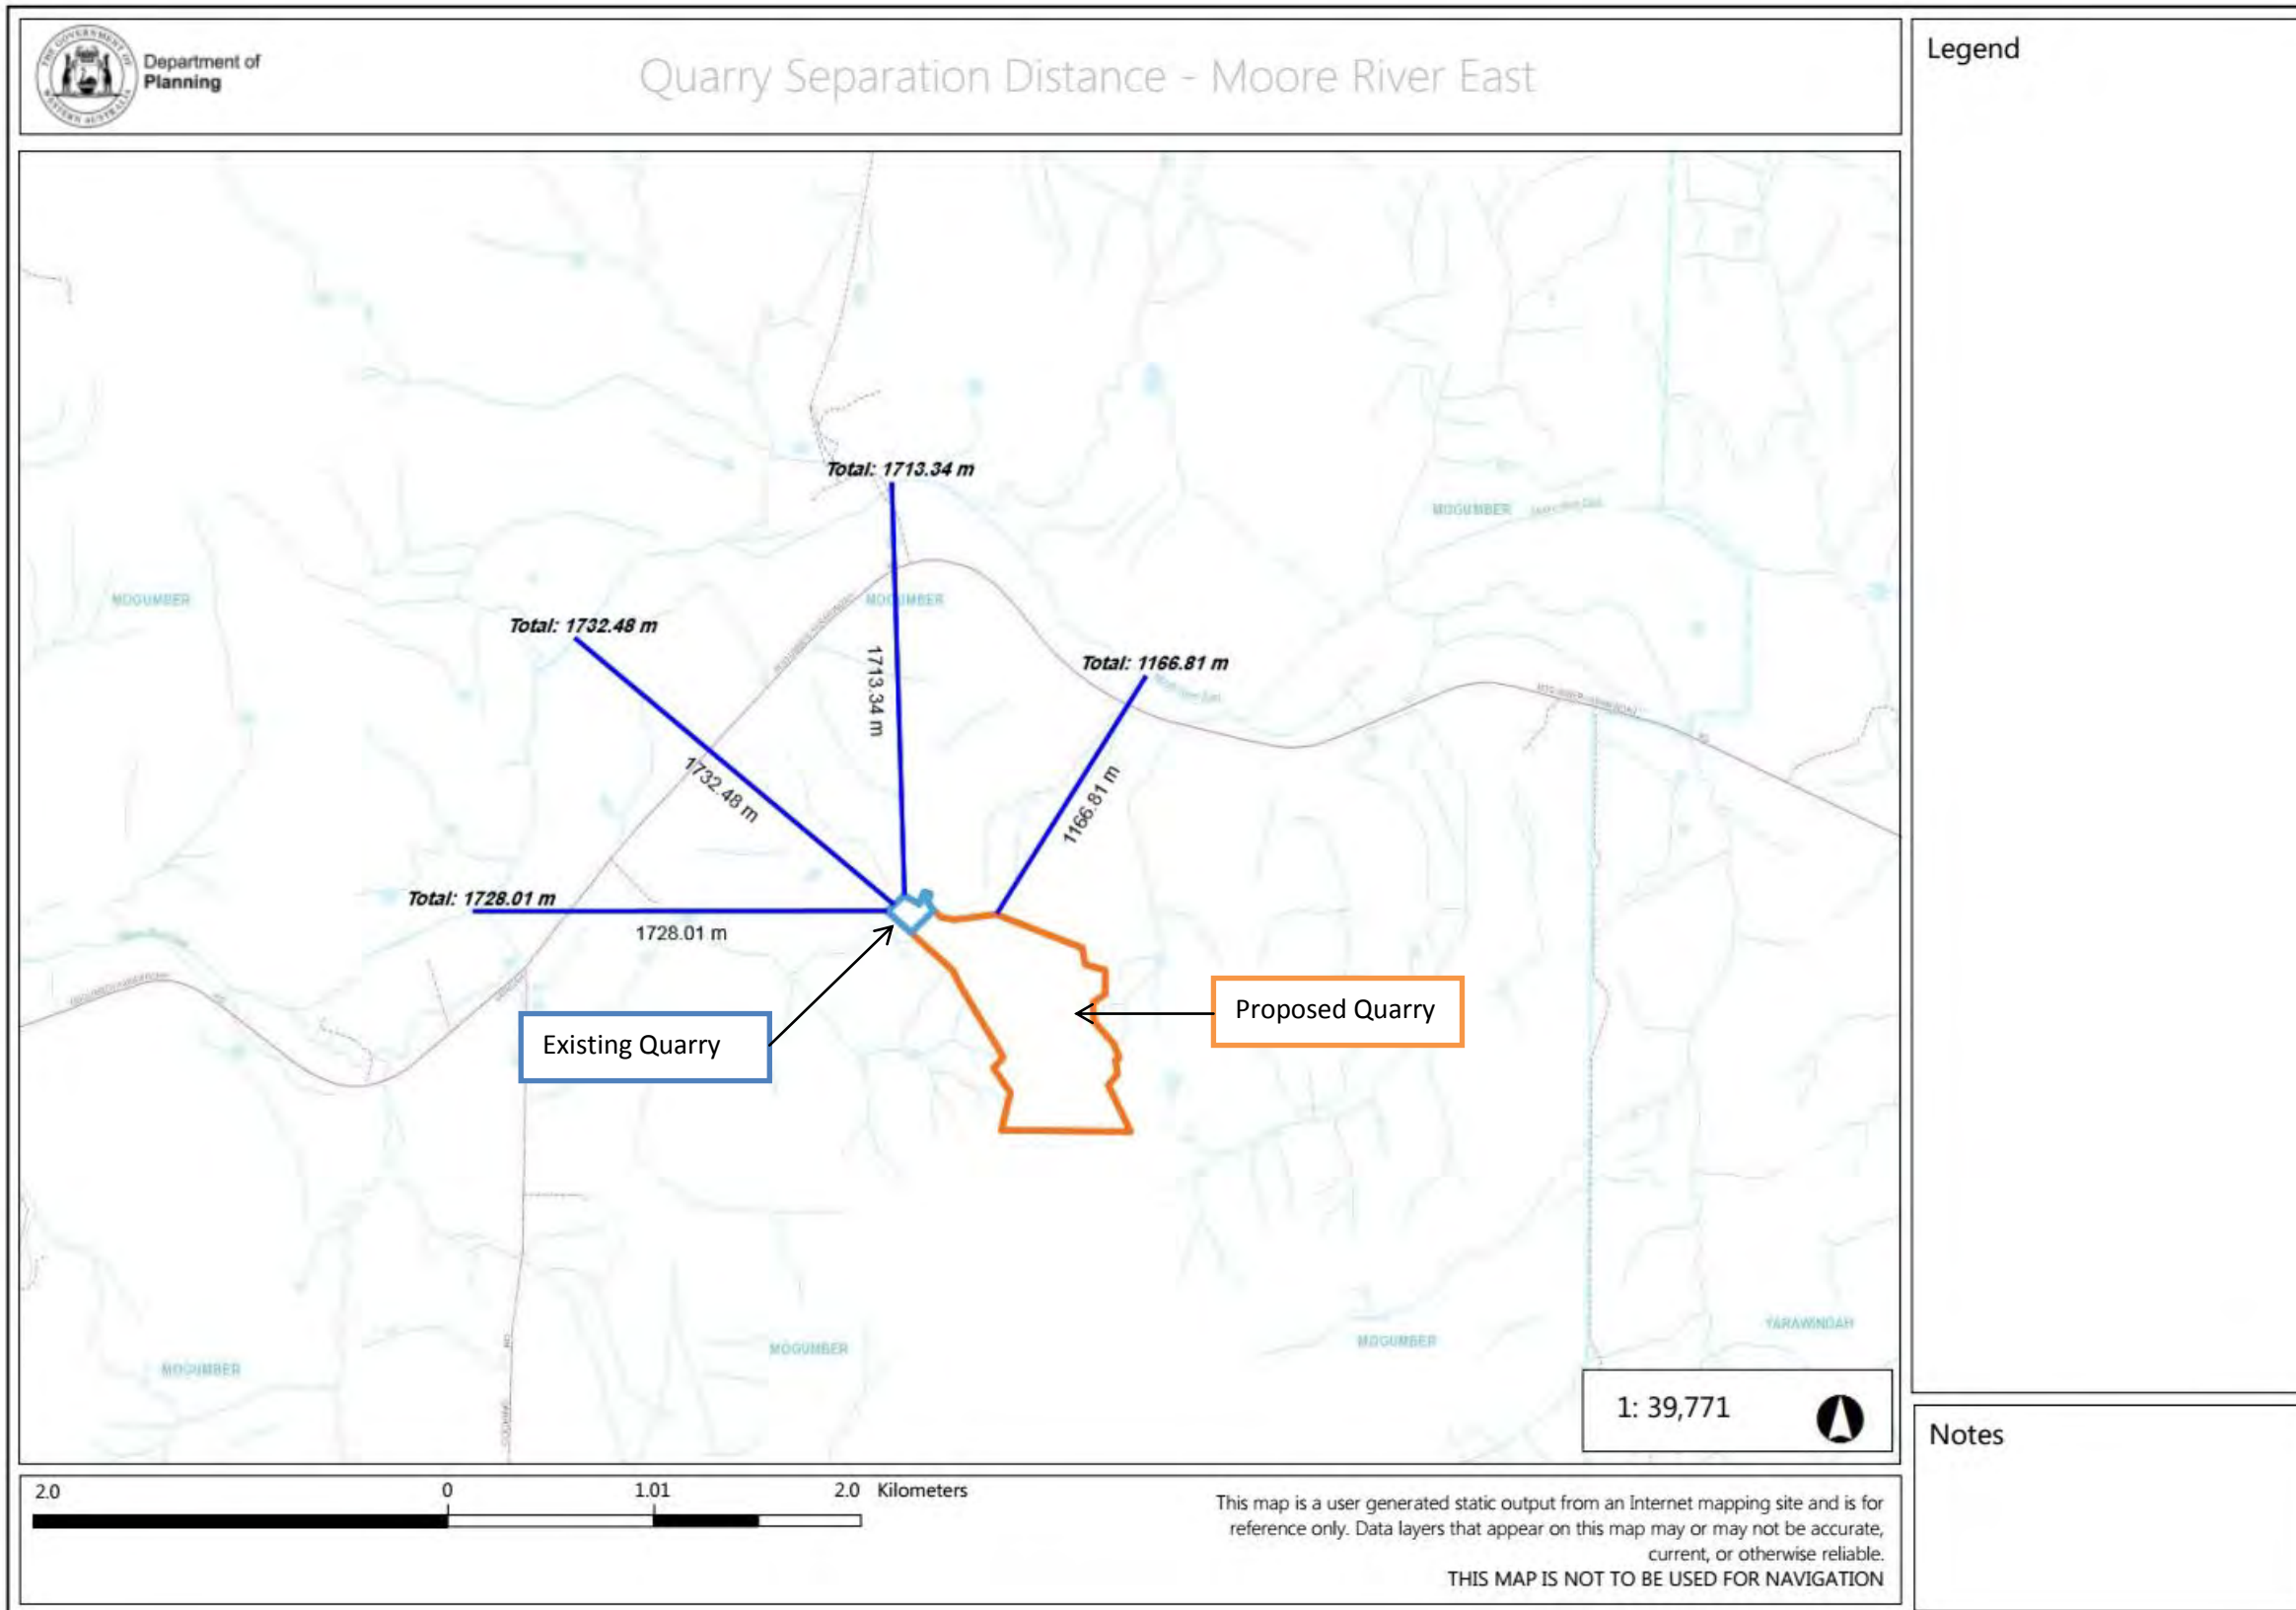 THE GOVERNMENT OF
WESTERN AUSTRALIA
Department of
Planning
Quarry Separation Distance - Moore River East
Legend
Total: 1713.34 m
MOGUMBER
MOGUMBER
MOGUMBER
Total: 1732.48 m
1713.34 m
Total: 1166.81 m
1732.48 m
1166.81 m
Total: 1728.01 m
1728.01 m
Proposed Quarry
Existing Quarry
YARAWINDAH
MOGUMBER
MOGUMBER
MOGUMBER
1: 39,771
Notes
2.0
0
1.01
2.0
Kilometers
This map is a user generated static output from an Internet mapping site and is for
reference only. Data layers that appear on this map may or may not be accurate,
current, or otherwise reliable.
THIS MAP IS NOT TO BE USED FOR NAVIGATION